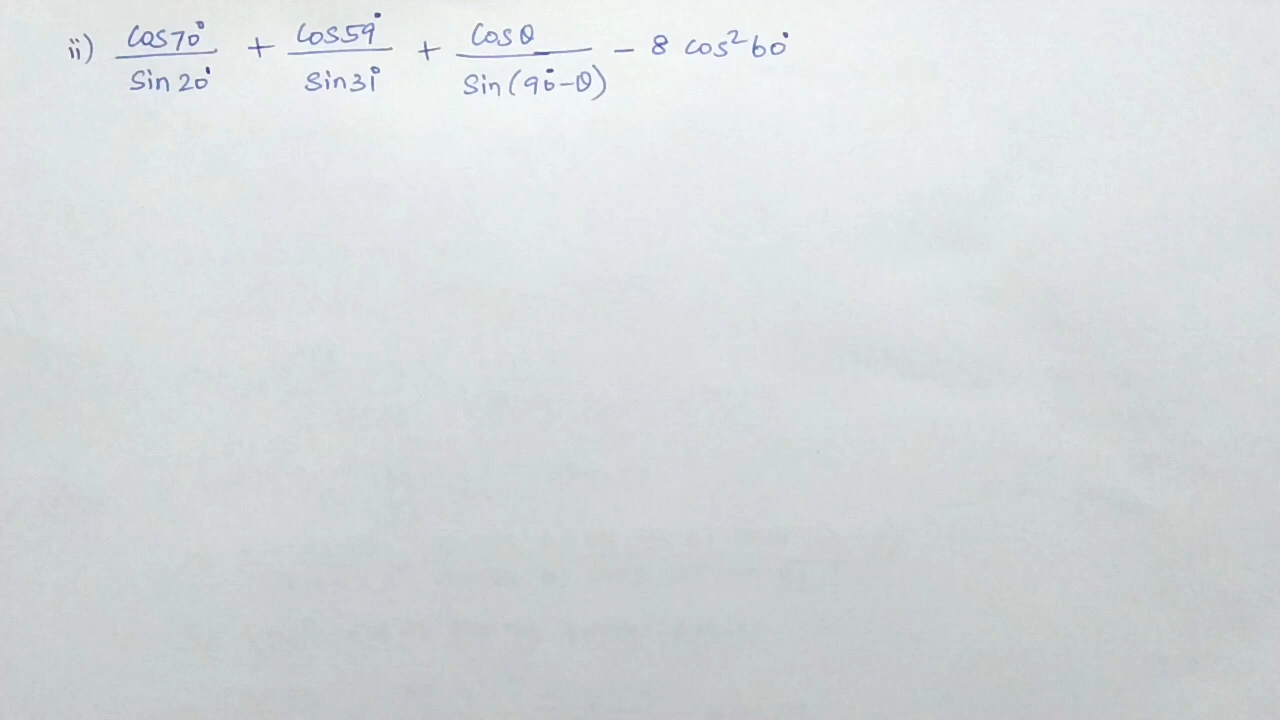 ii) cos70°/sin20° + cos59°/sin31° + cosθ/sin(90°-θ) - 8 cos²60°